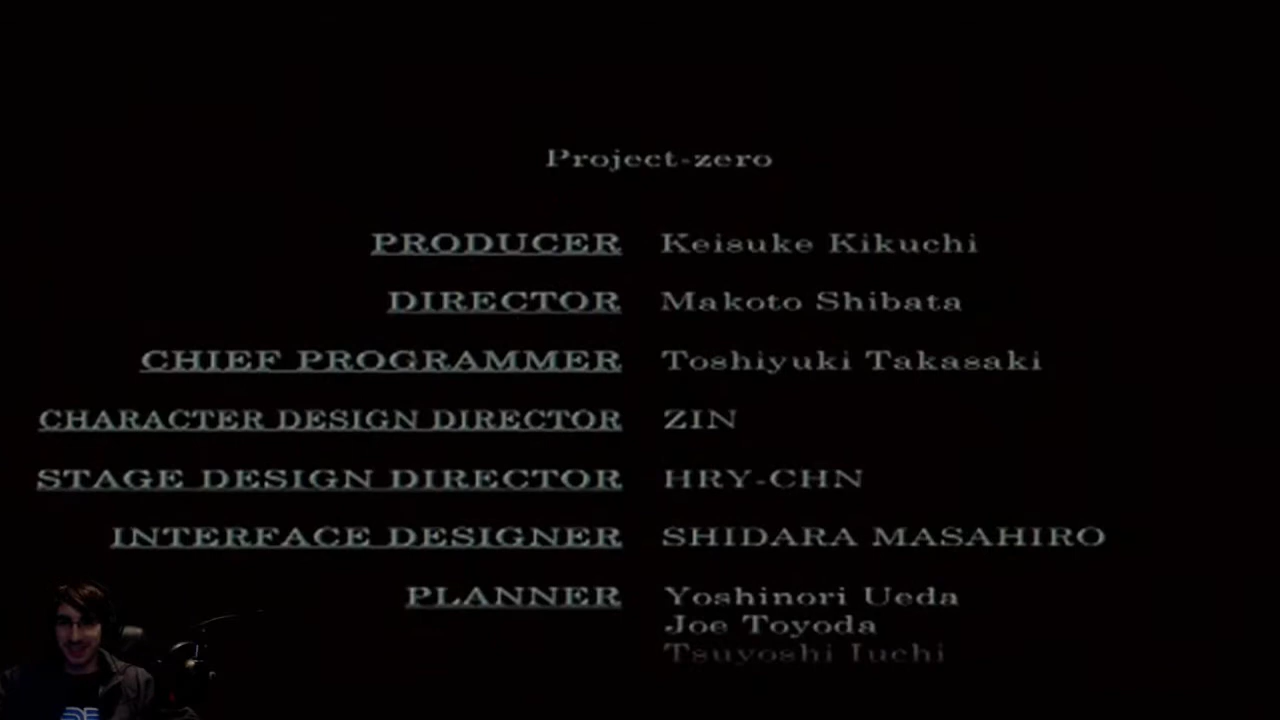 Project-zero
PRODUCER Keisuke Kikuchi
DIRECTOR Makoto Shibata
CHIEF PROGRAMMER Toshiyuki Takasaki
CHARACTER DESIGN DIRECTOR ZIN
STAGE DESIGN DIRECTOR HRY-CHN
INTERFACE DESIGNER SHIDARA MASAHIRO
PLANNER Yoshinori Ueda
Joe Toyoda
Tsuyoshi Iuchi